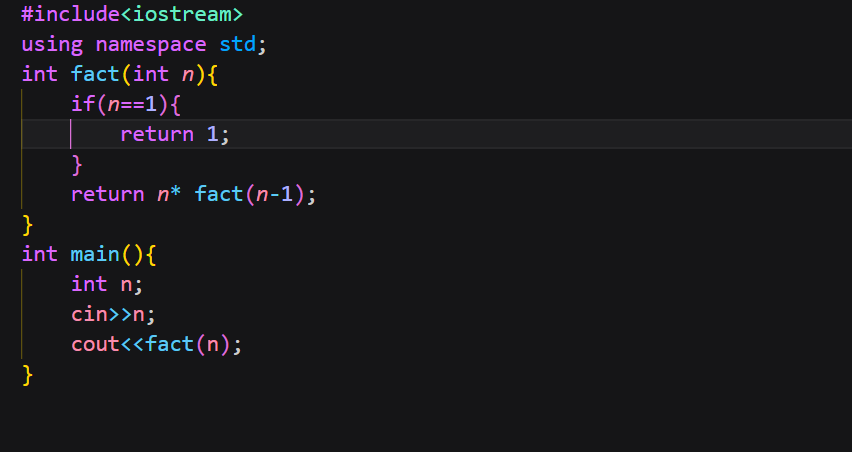 #include<iostream>
using namespace std;
int fact(int n){
    if(n==1){
        return 1;
    }
    return n* fact(n-1);
}
int main(){
    int n;
    cin>>n;
    cout<<fact(n);
}